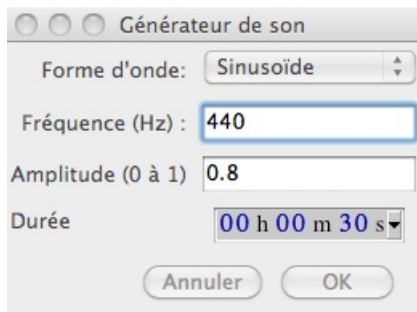 Générateur de son
Forme d'onde: Sinusoïde
Fréquence (Hz) : 440
Amplitude (0 à 1) 0.8
Durée 00 h 00 m 30 s
Annuler OK